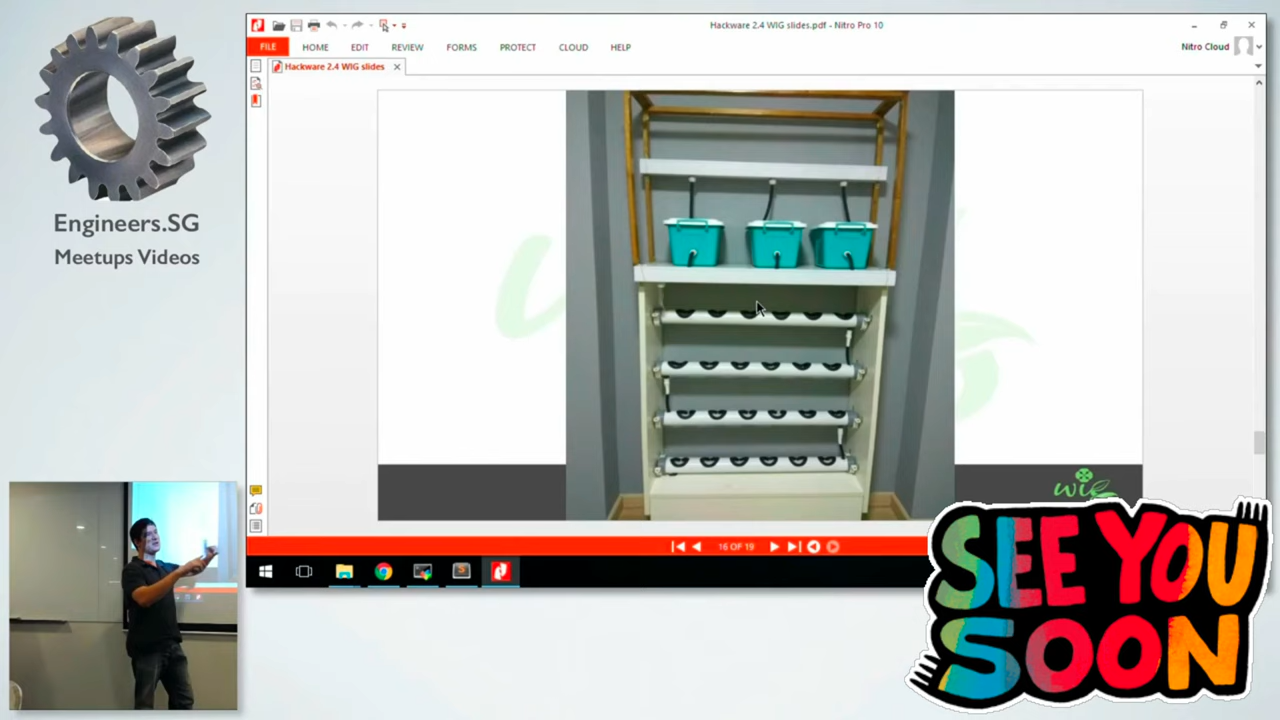 Engineers.SG
Meetups Videos
Hackware 2.4 WIG slides.pdf - Nitro Pro 10
FILE
HOME
EDIT
REVIEW
FORMS
PROTECT
CLOUD
HELP
Nitro Cloud
Hackware 2.4 WIG slides
wig
16 OF 19
SEE YOU
SOON